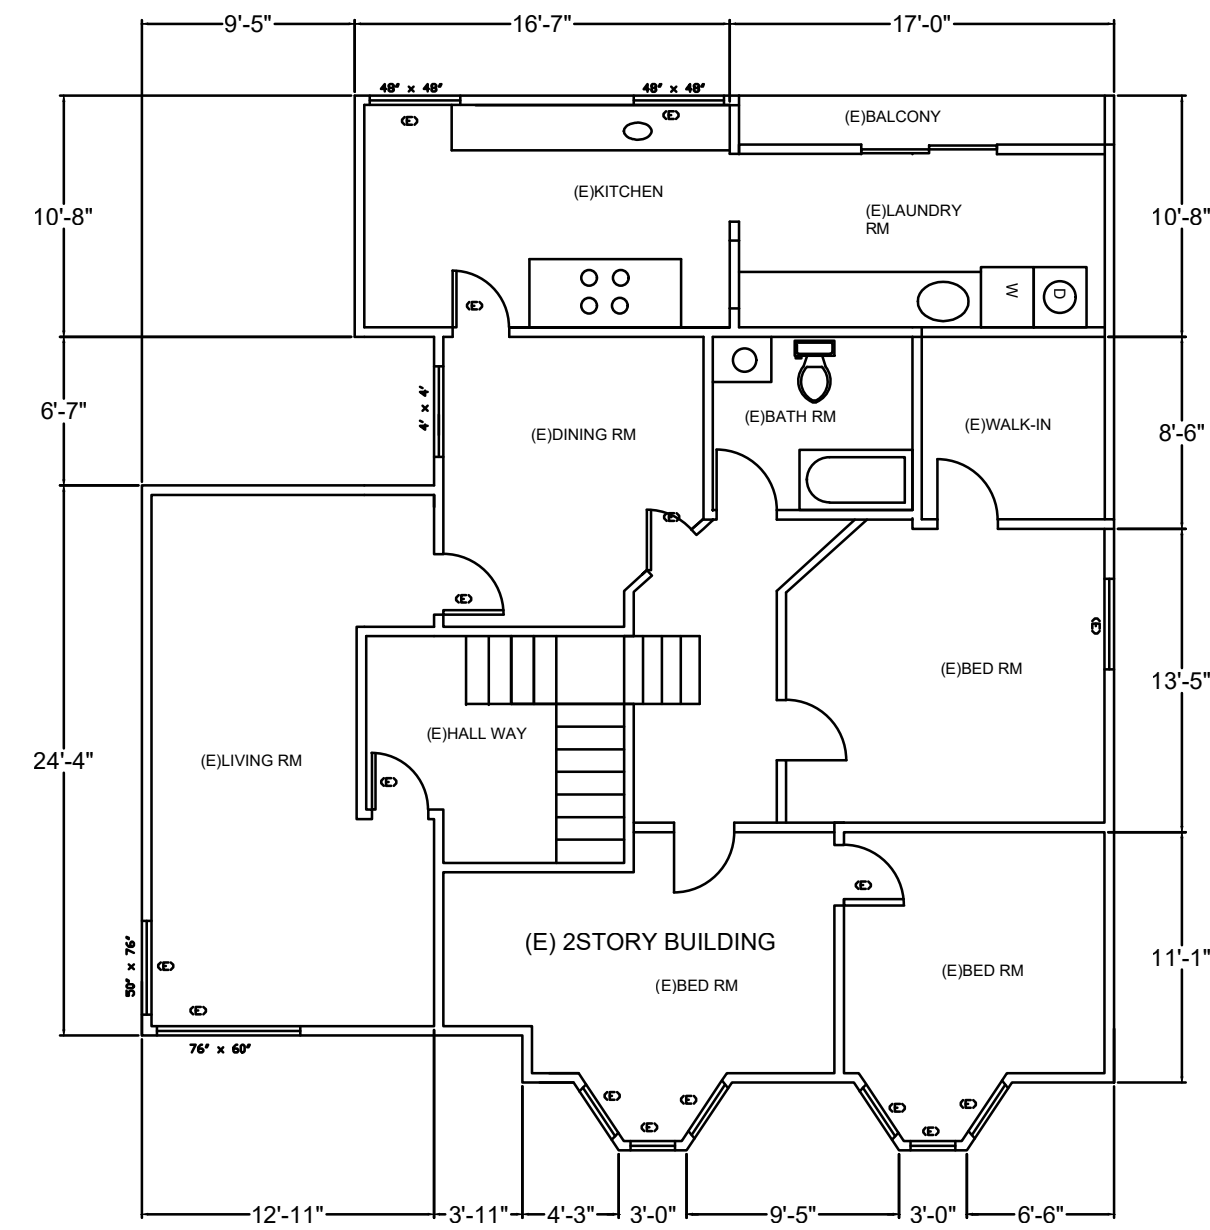 9'-5"
16'-7"
17'-0"
48" x 48"
48" x 48"
(E)
(E)
(E)BALCONY
(E)KITCHEN
(E)LAUNDRY
RM
10'-8"
10'-8"
W
D
(E)
6'-7"
4' x 4'
(E)DINING RM
(E)BATH RM
(E)WALK-IN
8'-6"
(E)
(E)
(E)
(E)BED RM
13'-5"
(E)HALL WAY
(E)LIVING RM
24'-4"
(E)
(E)
(E) 2STORY BUILDING
(E)BED RM
(E)BED RM
11'-1"
50" x 76"
(E)
(E)
76" x 60"
(E)
(E)
(E)
(E)
(E)
(E)
12'-11"
3'-11"
4'-3"
3'-0"
9'-5"
3'-0"
6'-6"